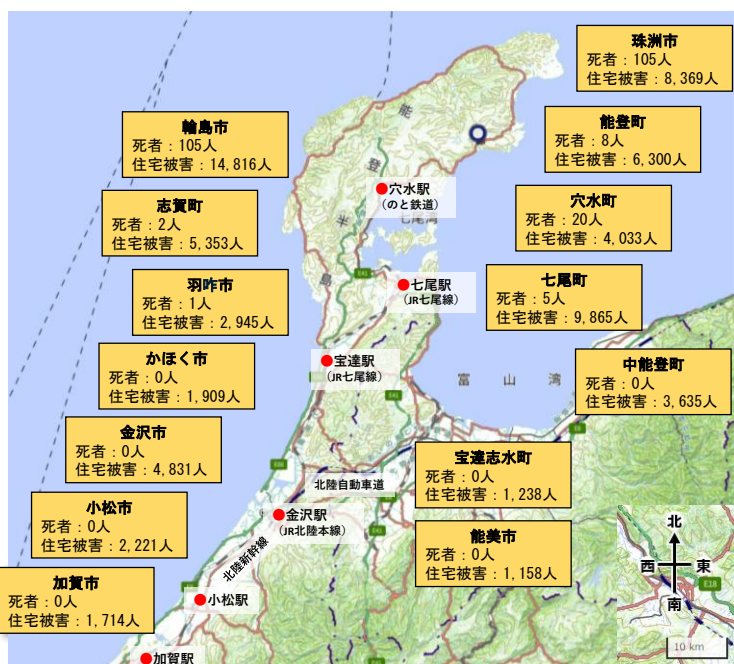 珠洲市
死者：105人
住宅被害：8,369人
輪島市
死者：105人
住宅被害：14,816人
能登町
死者：8人
住宅被害：6,300人
能登半島
穴水駅
（のと鉄道）
七尾湾
志賀町
死者：2人
住宅被害：5,353人
穴水町
死者：20人
住宅被害：4,033人
羽咋市
死者：1人
住宅被害：2,945人
E41
七尾駅
（JR七尾線）
七尾町
死者：5人
住宅被害：9,865人
かほく市
死者：0人
住宅被害：1,909人
宝達駅
（JR七尾線）
富山湾
中能登町
死者：0人
住宅被害：3,635人
E41
E8
金沢市
死者：0人
住宅被害：4,831人
宝達志水町
死者：0人
住宅被害：1,238人
北陸自動車道
小松市
死者：0人
住宅被害：2,221人
金沢駅
（JR北陸本線）
北陸新幹線
能美市
死者：0人
住宅被害：1,158人
北
西 東
南
E18
10 km
加賀市
死者：0人
住宅被害：1,714人
小松駅
加賀駅